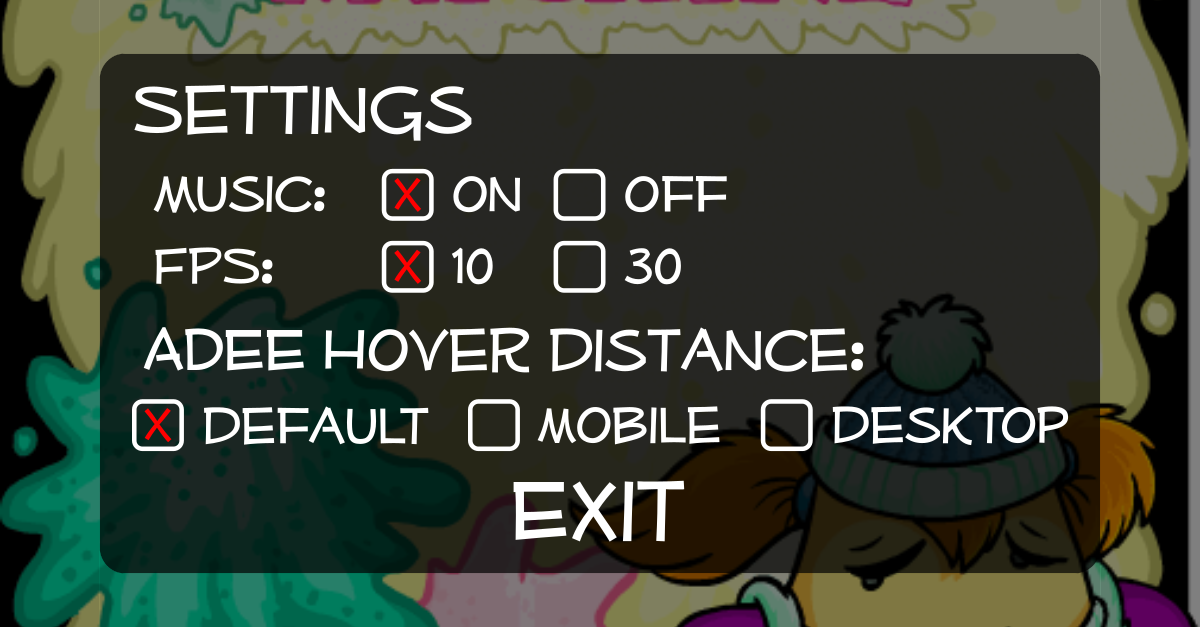 SETTINGS
MUSIC: X ON OFF
FPS: X 10 30
ADEE HOVER DISTANCE:
X DEFAULT MOBILE DESKTOP
EXIT